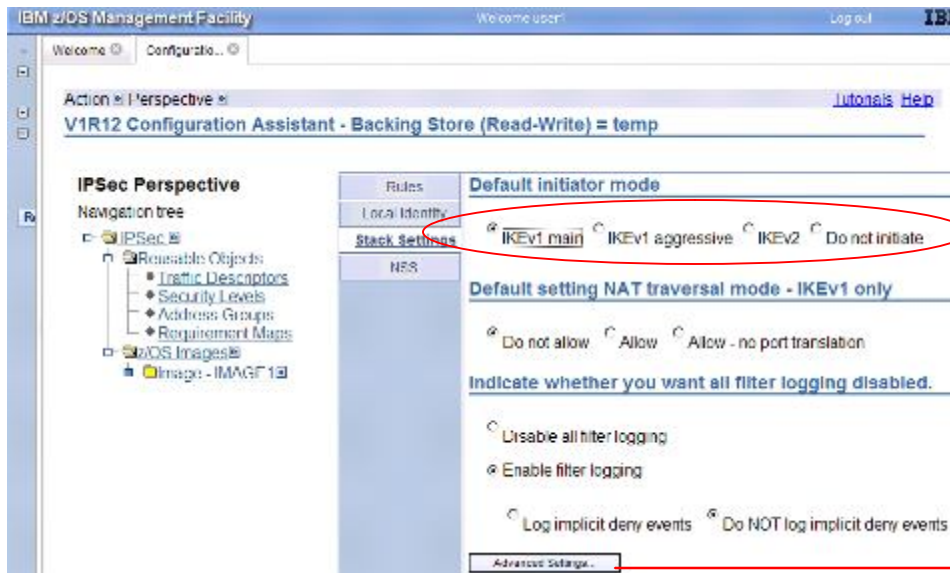 IBM z/OS Management Facility Welcome user1 Log out IBM
Welcome Configuratio...
Action Perspective Tutorials Help
V1R12 Configuration Assistant - Backing Store (Read-Write) = temp
IPSec Perspective
Navigation tree
IPSec
Reusable Objects
Traffic Descriptors
Security Levels
Address Groups
Requirement Maps
z/OS Images
Image - IMAGE1
Rules
Local Identity
Stack Settings
NSS
Default initiator mode
IKEv1 main IKEv1 aggressive IKEv2 Do not initiate
Default setting NAT traversal mode - IKEv1 only
Do not allow Allow Allow - no port translation
Indicate whether you want all filter logging disabled.
Disable all filter logging
Enable filter logging
Log implicit deny events Do NOT log implicit deny events
Advanced Settings...